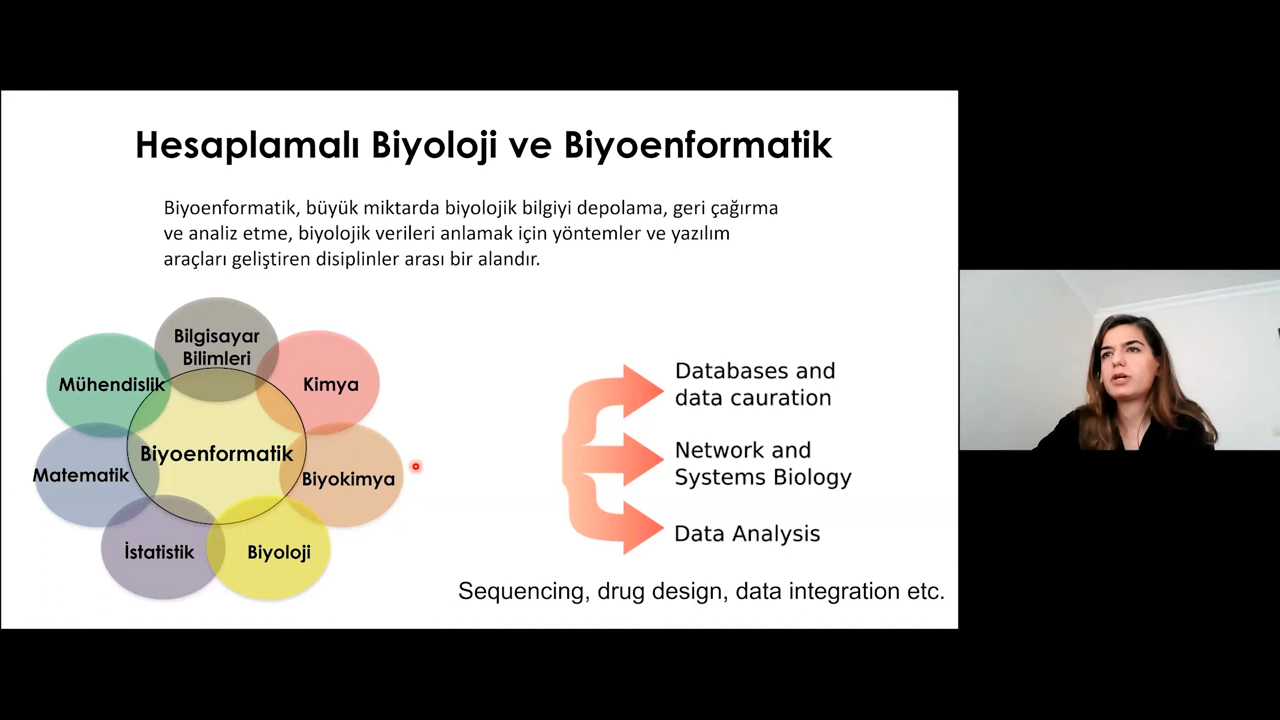 Hesaplamalı Biyoloji ve Biyoenformatik
Biyoenformatik, büyük miktarda biyolojik bilgiyi depolama, geri çağırma
ve analiz etme, biyolojik verileri anlamak için yöntemler ve yazılım
araçları geliştiren disiplinler arası bir alandır.
Bilgisayar
Bilimleri
Mühendislik
Kimya
Biyoenformatik
Matematik
Biyokimya
İstatistik
Biyoloji
Databases and
data cauration
Network and
Systems Biology
Data Analysis
Sequencing, drug design, data integration etc.